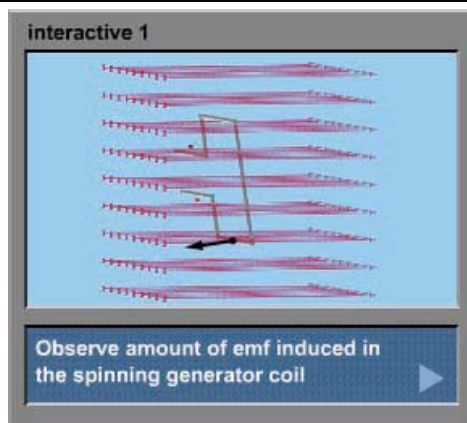 interactive 1
Observe amount of emf induced in
the spinning generator coil